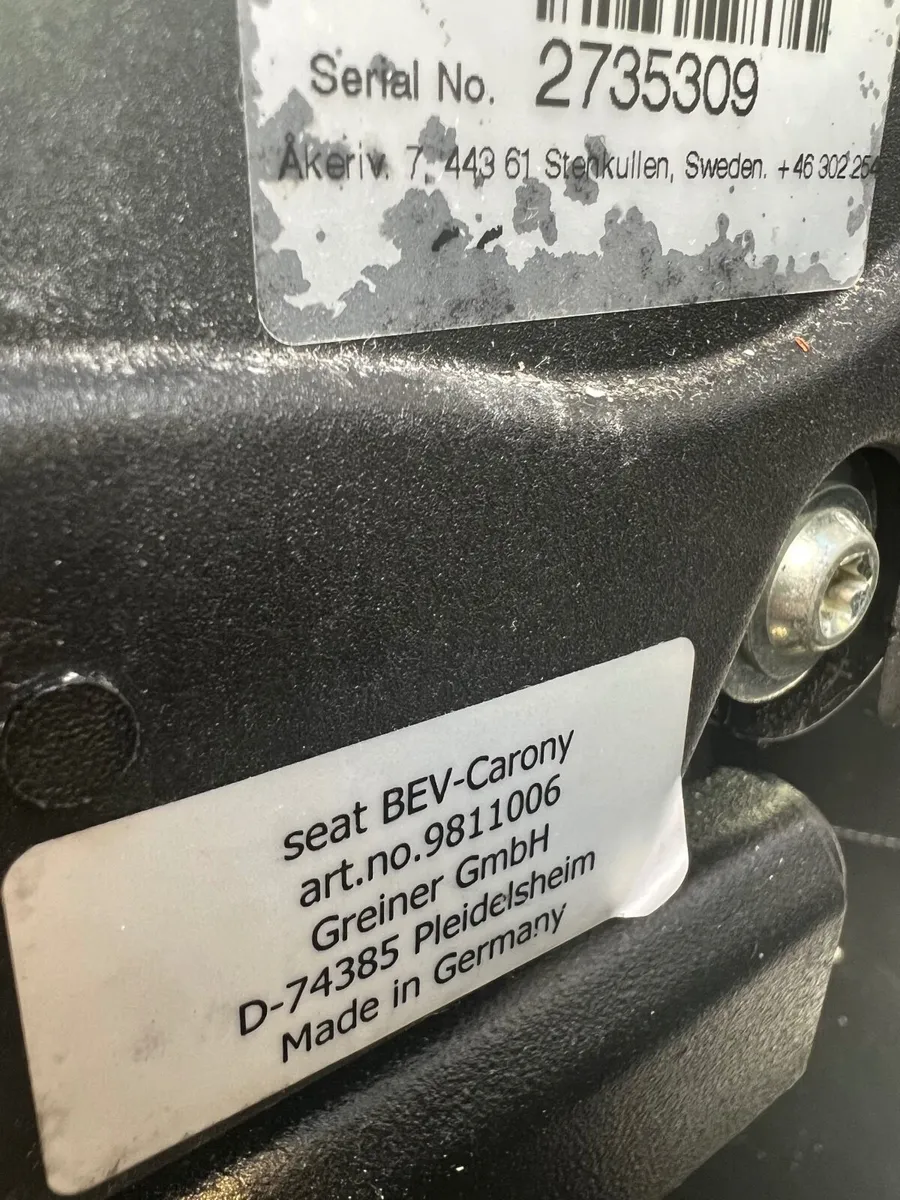 Serial No. 2735309
Åkeriv. 7, 443 61 Stenkullen, Sweden. +46 302 254
seat BEV-Carony
art.no.9811006
Greiner GmbH
D-74385 Pleidelsheim
Made in Germany